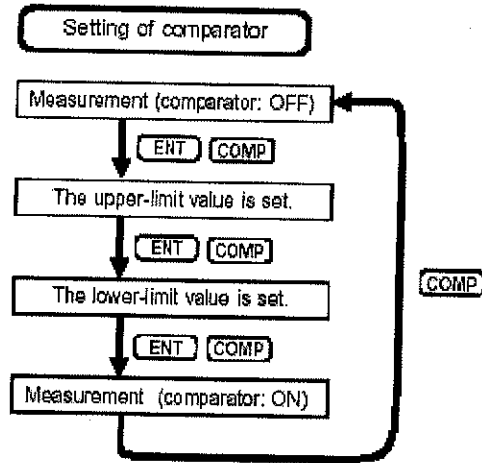 Setting of comparator
Measurement (comparator: OFF)
ENT COMP
The upper-limit value is set.
ENT COMP
The lower-limit value is set.
COMP
ENT COMP
Measurement (comparator: ON)